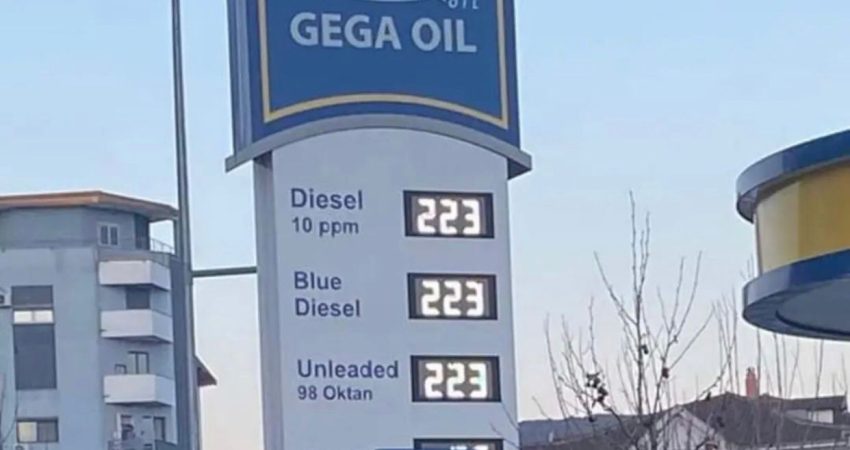 GEGA OIL
Diesel
10 ppm
223
Blue
Diesel
223
Unleaded
98 Oktan
223